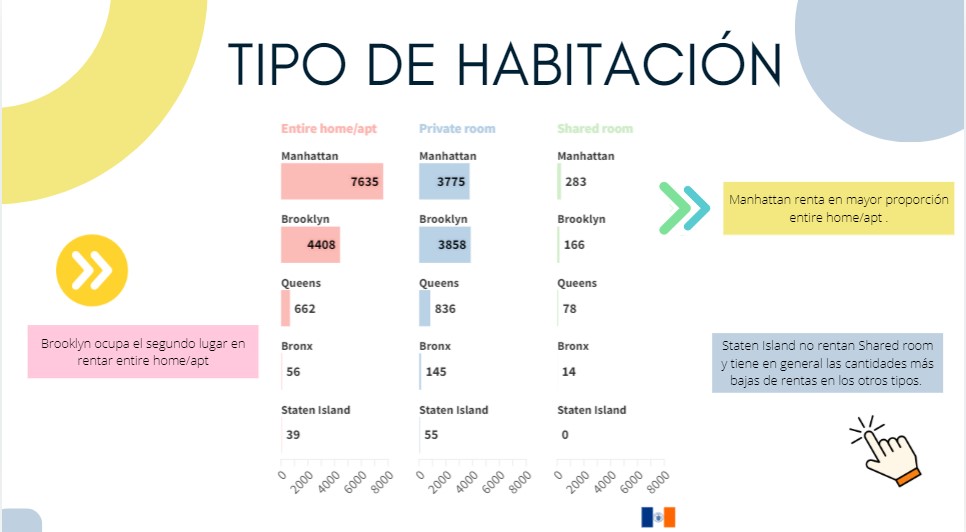 TIPO DE HABITACIÓN
Entire home/apt Private room Shared room
Manhattan Manhattan Manhattan
7635 3775 283
Manhattan renta en mayor proporción
entire home/apt .
Brooklyn Brooklyn Brooklyn
4408 3858 166
Queens Queens Queens
662 836 78
Brooklyn ocupa el segundo lugar en
rentar entire home/apt
Bronx Bronx Bronx
56 145 14
Staten Island no rentan Shared room
y tiene en general las cantidades más
bajas de rentas en los otros tipos.
Staten Island Staten Island Staten Island
39 55 0
0 2000 4000 6000 8000 0 2000 4000 6000 8000 0 2000 4000 6000 8000